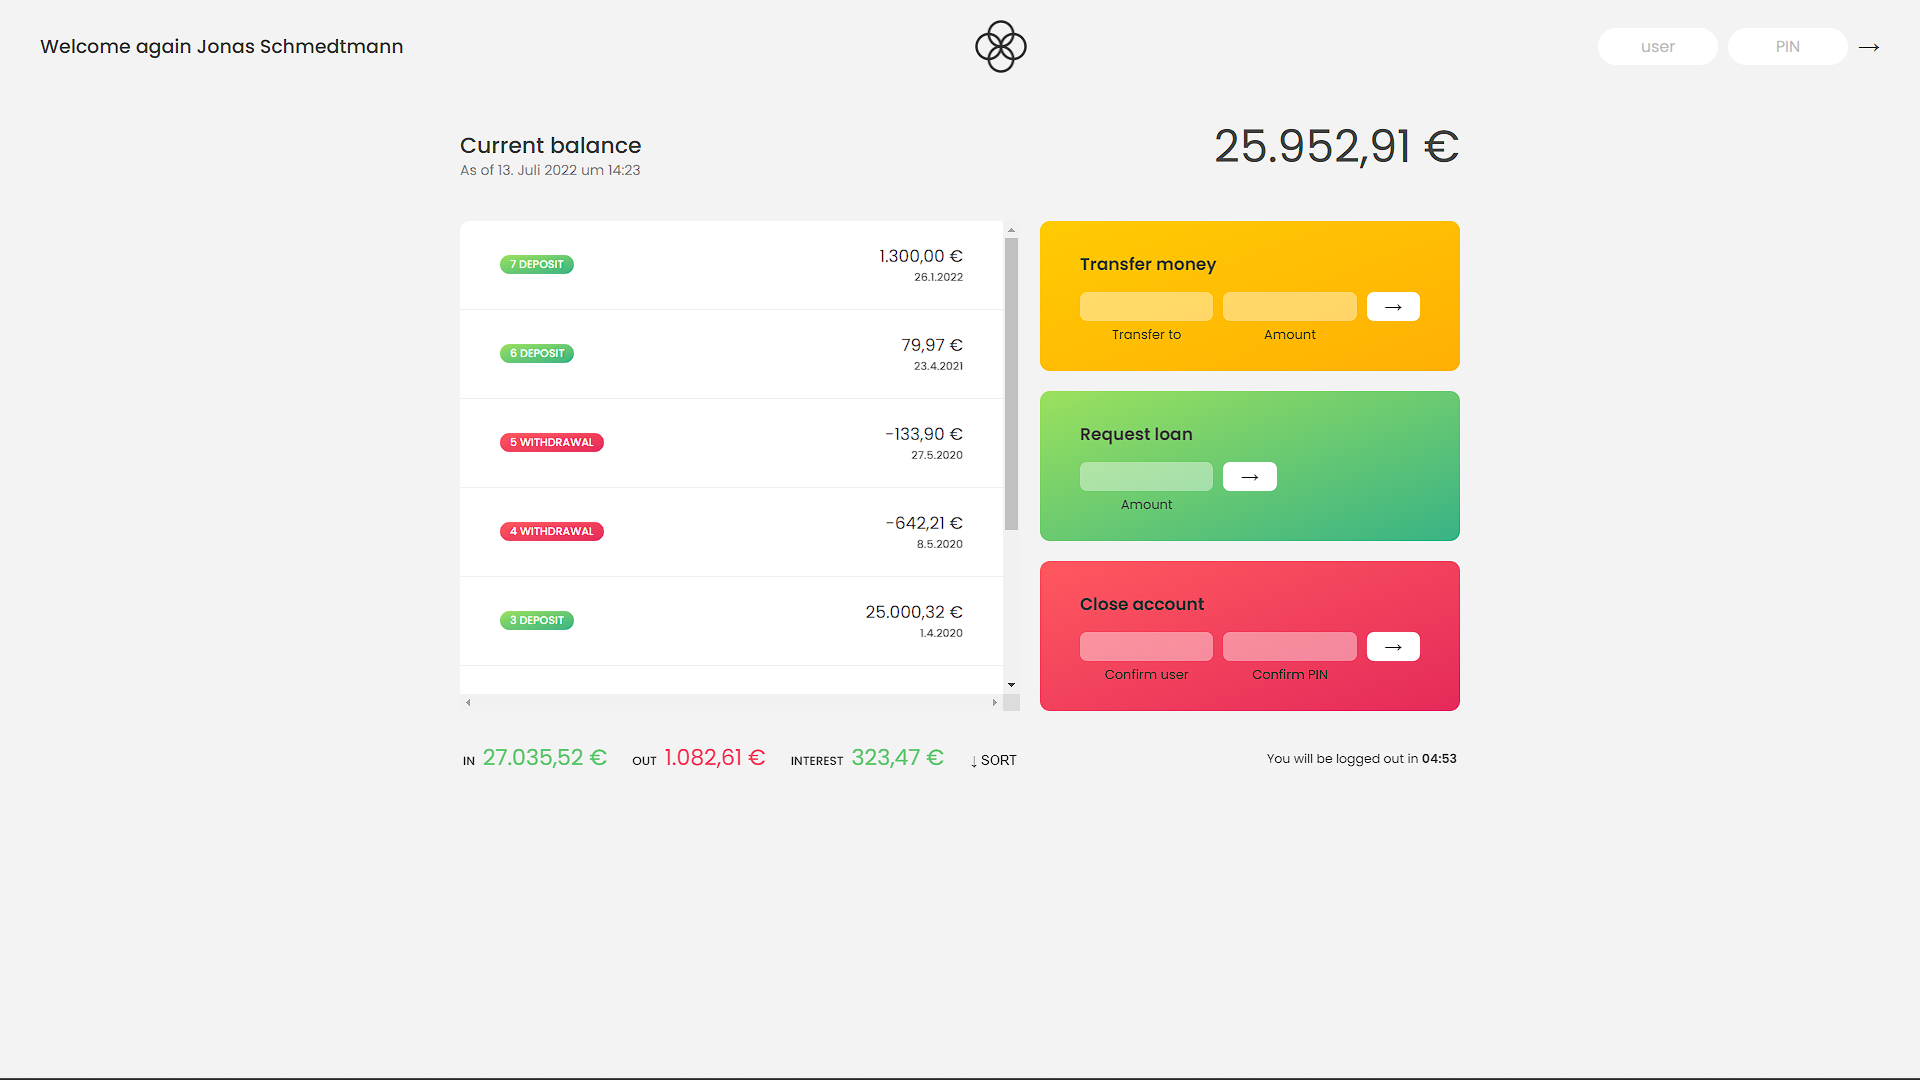 Welcome again Jonas Schmedtmann
user
PIN
→
Current balance
As of 13. Juli 2022 um 14:23
25.952,91 €
7 DEPOSIT
1.300,00 €
26.1.2022
6 DEPOSIT
79,97 €
23.4.2021
5 WITHDRAWAL
-133,90 €
27.5.2020
4 WITHDRAWAL
-642,21 €
8.5.2020
3 DEPOSIT
25.000,32 €
1.4.2020
Transfer money
→
Transfer to
Amount
Request loan
→
Amount
Close account
→
Confirm user
Confirm PIN
IN 27.035,52 € OUT 1.082,61 € INTEREST 323,47 € ↓ SORT
You will be logged out in 04:53